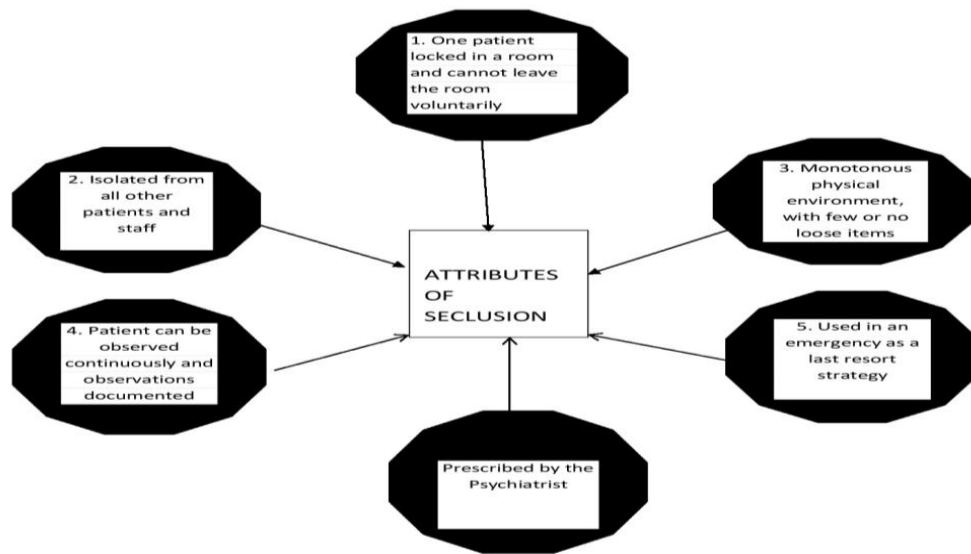 1. One patient
locked in a room
and cannot leave
the room
voluntarily
2. Isolated from
all other
patients and
staff
3. Monotonous
physical
environment,
with few or no
loose items
ATTRIBUTES
OF
SECLUSION
4. Patient can be
observed
continuously and
observations
documented
5. Used in an
emergency as a
last resort
strategy
Prescribed by the
Psychiatrist